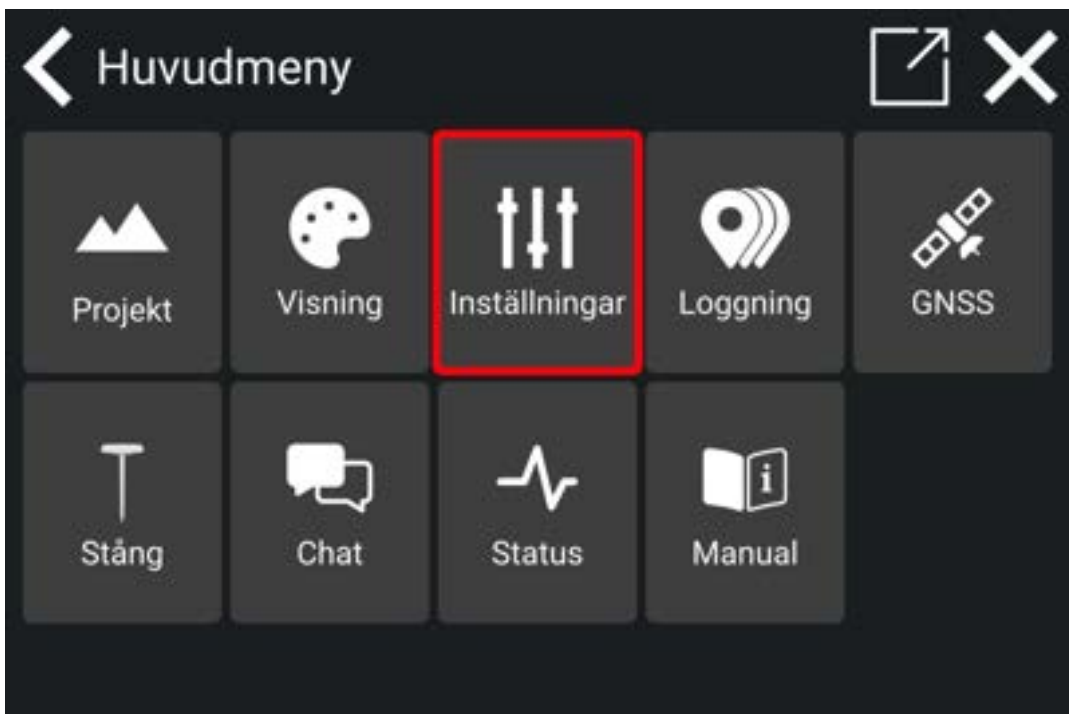 Huvudmeny
Projekt
Visning
Inställningar
Loggning
GNSS
Stång
Chat
Status
i
Manual